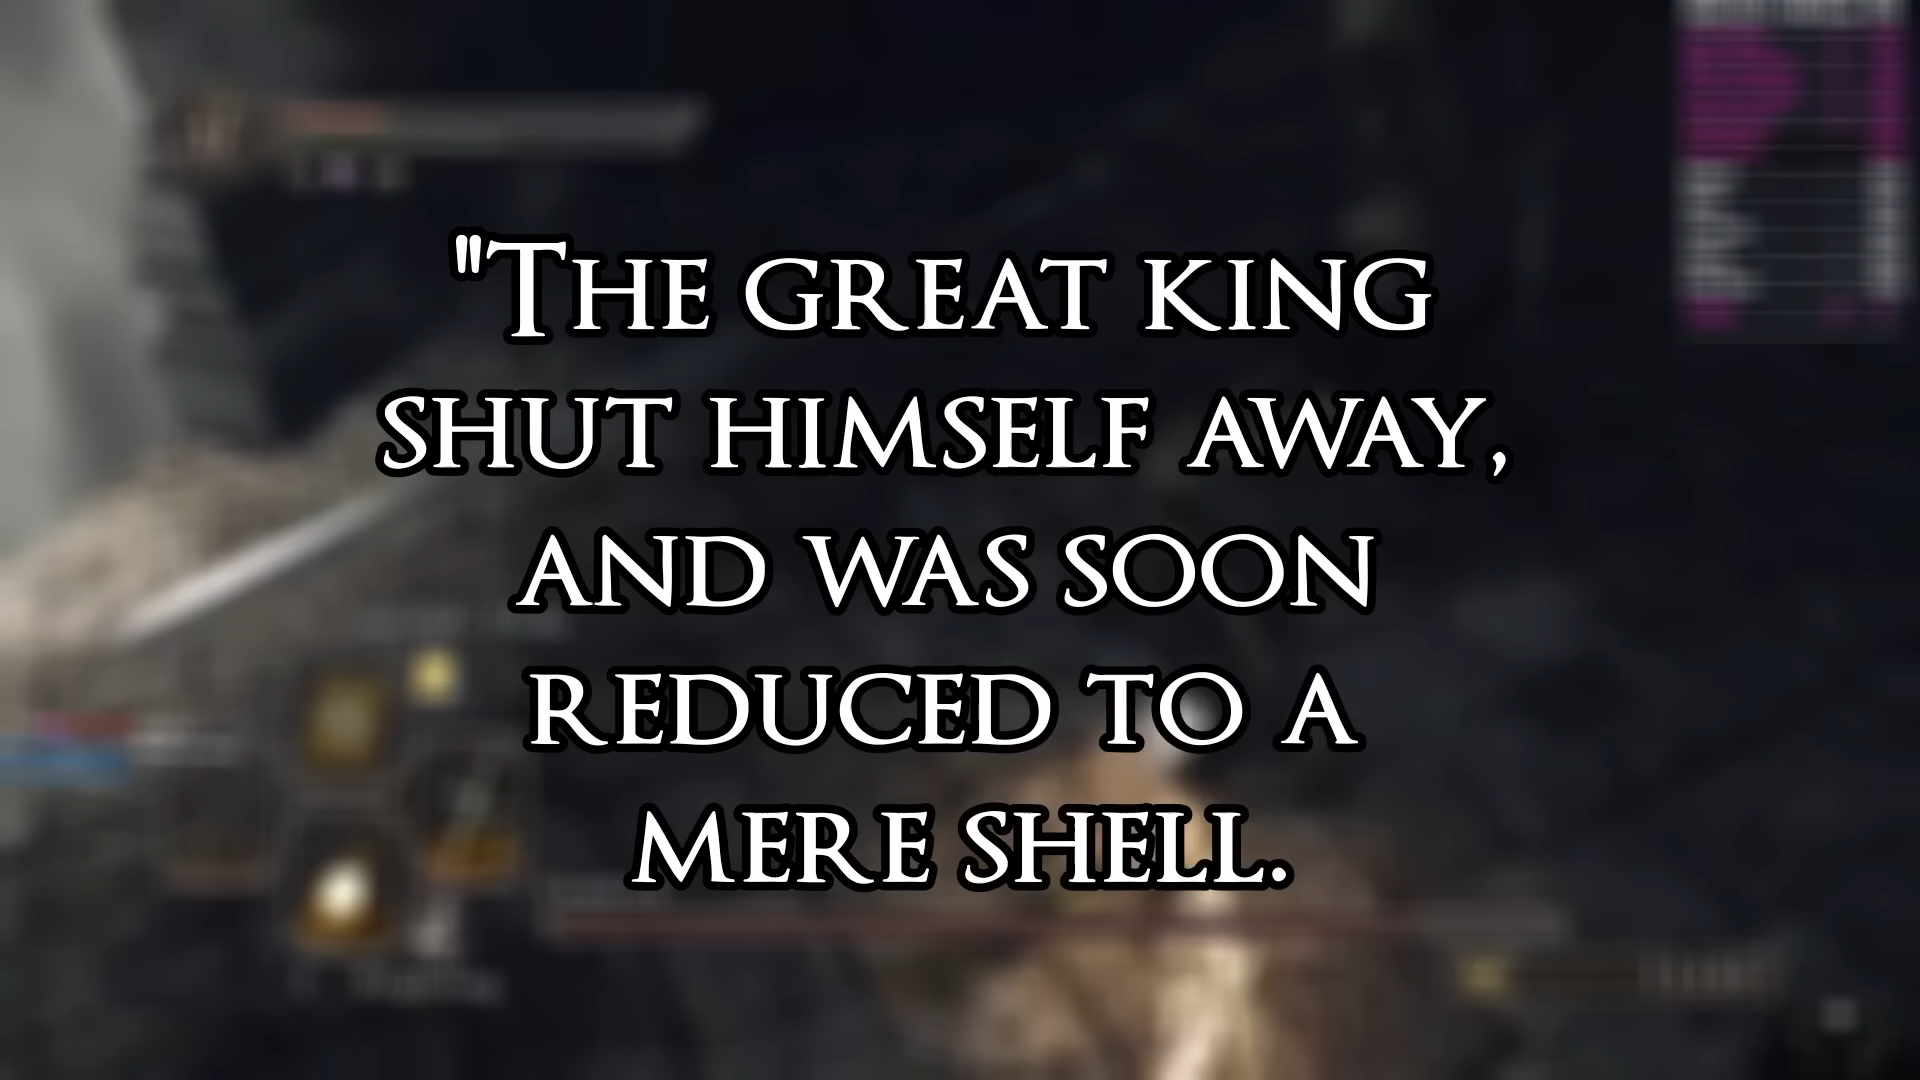 "The great king
shut himself away,
and was soon
reduced to a
mere shell.